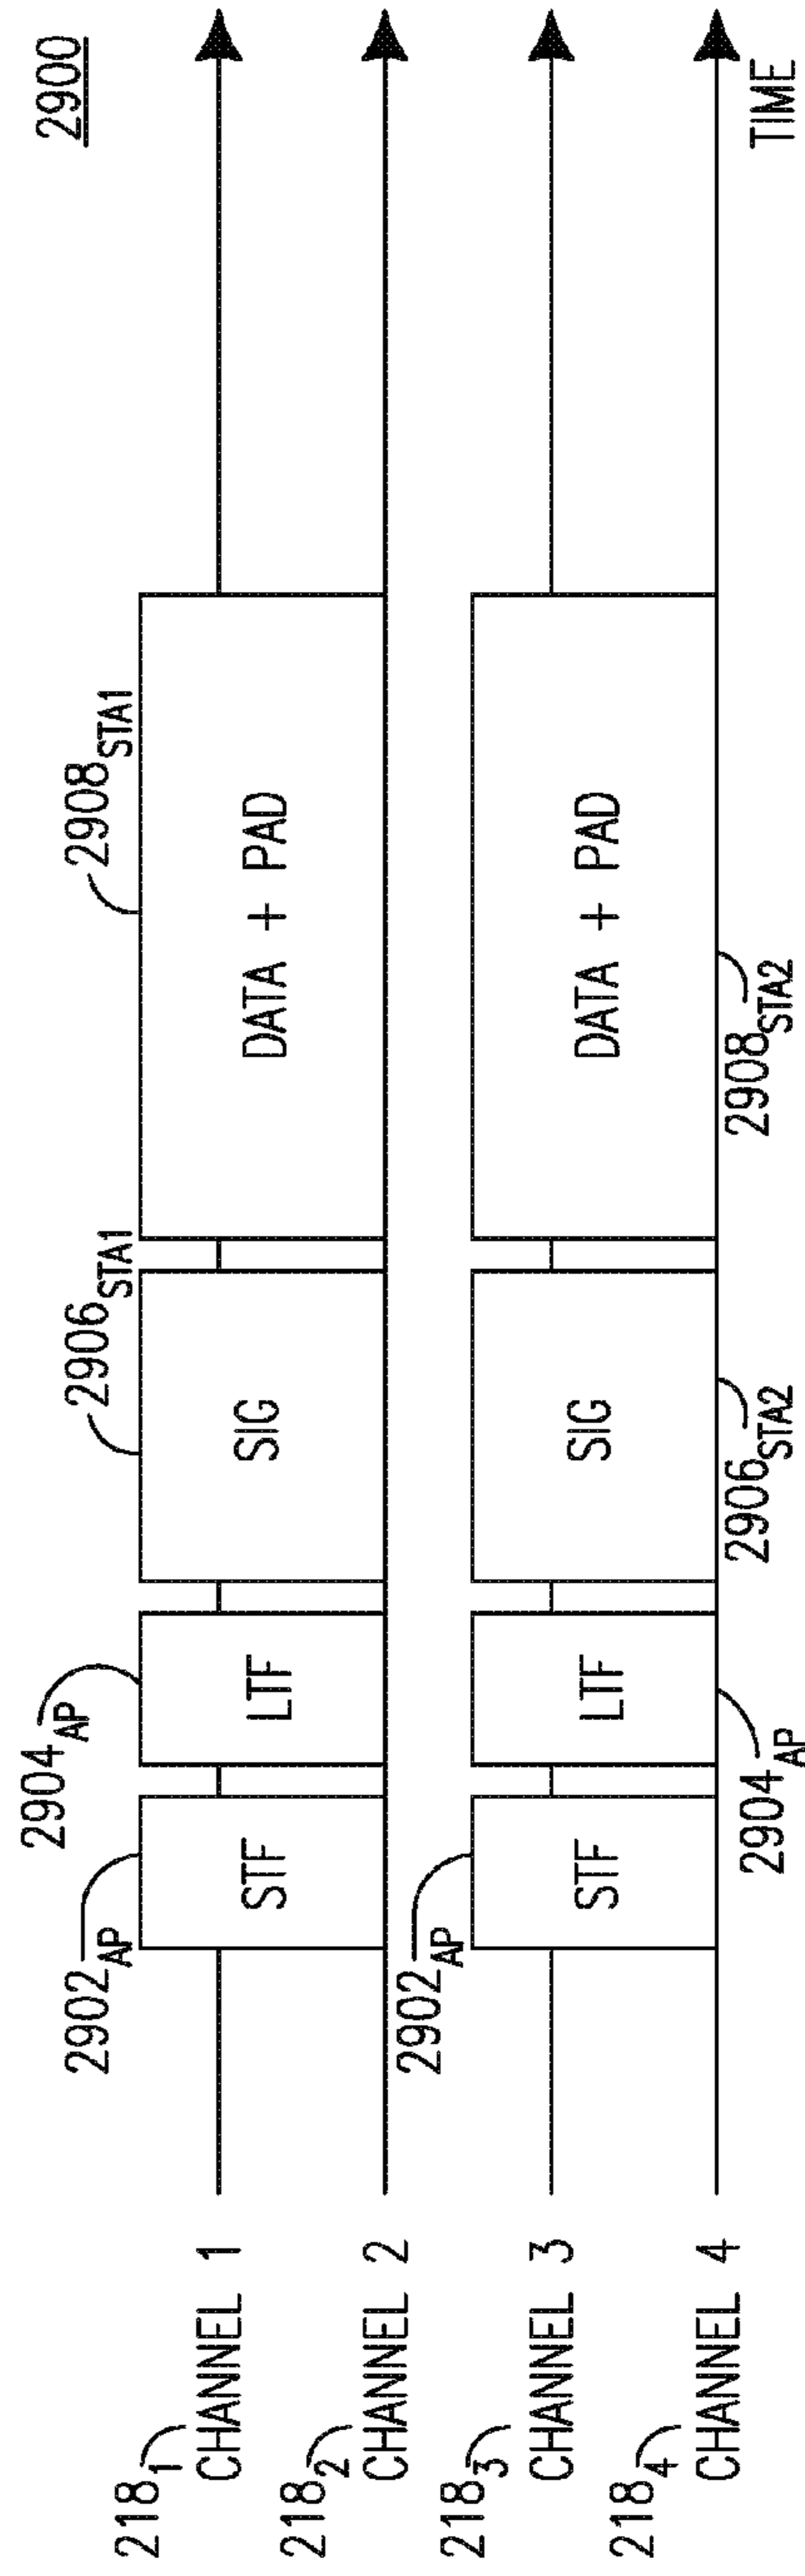 2900
2902AP
2904AP
2906STA1
2908STA1
218₁
CHANNEL 1
STF
LTF
SIG
DATA + PAD
218₂
CHANNEL 2
2902AP
218₃
CHANNEL 3
STF
LTF
SIG
DATA + PAD
218₄
CHANNEL 4
2904AP
2906STA2
2908STA2
TIME